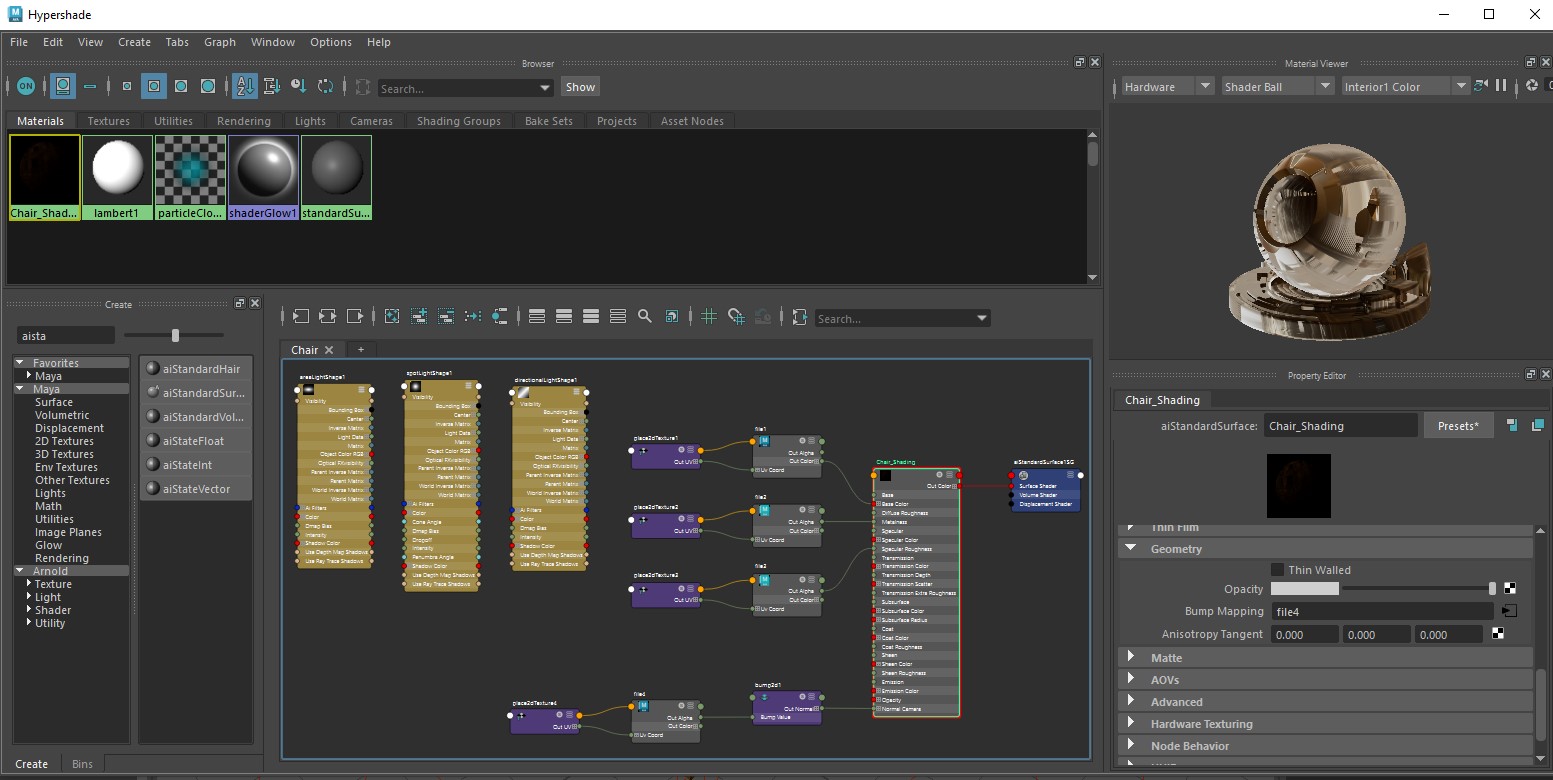 Hypershade
File Edit View Create Tabs Graph Window Options Help
Browser
ON
Search...
Show
Materials Textures Utilities Rendering Lights Cameras Shading Groups Bake Sets Projects Asset Nodes
Chair_Shad... lambert1 particleClo... shaderGlow1 standardSu...
Material Viewer
Hardware Shader Ball Interior1 Color
Create
aista
Favorites
Maya
Maya
Surface
Volumetric
Displacement
2D Textures
3D Textures
Env Textures
Other Textures
Lights
Math
Utilities
Image Planes
Glow
Rendering
Arnold
Texture
Light
Shader
Utility
aiStandardHair
aiStandardSur...
aiStandardVol...
aiStateFloat
aiStateInt
aiStateVector
Create Bins
Search...
Chair
+
areaLightShape1
Visibility
Bounding Box
Center
Inverse Matrix
Light Data
Matrix
Object Color RGB
Optical FXvisibility
Parent Inverse Matrix
Parent Matrix
World Inverse Matrix
World Matrix
Ai Filters
Color
Dmap Bias
Intensity
Shadow Color
Use Depth Map Shadows
Use Ray Trace Shadows
spotLightShape1
Visibility
Bounding Box
Center
Inverse Matrix
Light Data
Matrix
Object Color RGB
Optical FXvisibility
Parent Inverse Matrix
Parent Matrix
World Inverse Matrix
World Matrix
Ai Filters
Color
Cone Angle
Dmap Bias
Dropoff
Intensity
Penumbra Angle
Shadow Color
Use Depth Map Shadows
Use Ray Trace Shadows
directionalLightShape1
Visibility
Bounding Box
Center
Inverse Matrix
Light Data
Matrix
Object Color RGB
Optical FXvisibility
Parent Inverse Matrix
Parent Matrix
World Inverse Matrix
World Matrix
Ai Filters
Color
Dmap Bias
Intensity
Shadow Color
Use Depth Map Shadows
Use Ray Trace Shadows
place2dTexture1
Out UV
file1
Out Alpha
Out Color
Uv Coord
place2dTexture2
Out UV
file2
Out Alpha
Out Color
Uv Coord
place2dTexture3
Out UV
file3
Out Alpha
Out Color
Uv Coord
place2dTexture4
Out UV
file4
Out Alpha
Out Color
Uv Coord
bump2d1
Out Normal
Bump Value
Chair_Shading
Out Color
Base
Base Color
Diffuse Roughness
Metalness
Specular
Specular Color
Specular Roughness
Transmission
Transmission Color
Transmission Depth
Transmission Scatter
Transmission Extra Roughness
Subsurface
Subsurface Color
Subsurface Radius
Coat
Coat Color
Coat Roughness
Sheen
Sheen Color
Sheen Roughness
Emission
Emission Color
Opacity
Normal Camera
aiStandardSurface1SG
Surface Shader
Volume Shader
Displacement Shader
Property Editor
Chair_Shading
aiStandardSurface: Chair_Shading Presets*
Thin Film
Geometry
Thin Walled
Opacity
Bump Mapping file4
Anisotropy Tangent 0.000 0.000 0.000
Matte
AOVs
Advanced
Hardware Texturing
Node Behavior